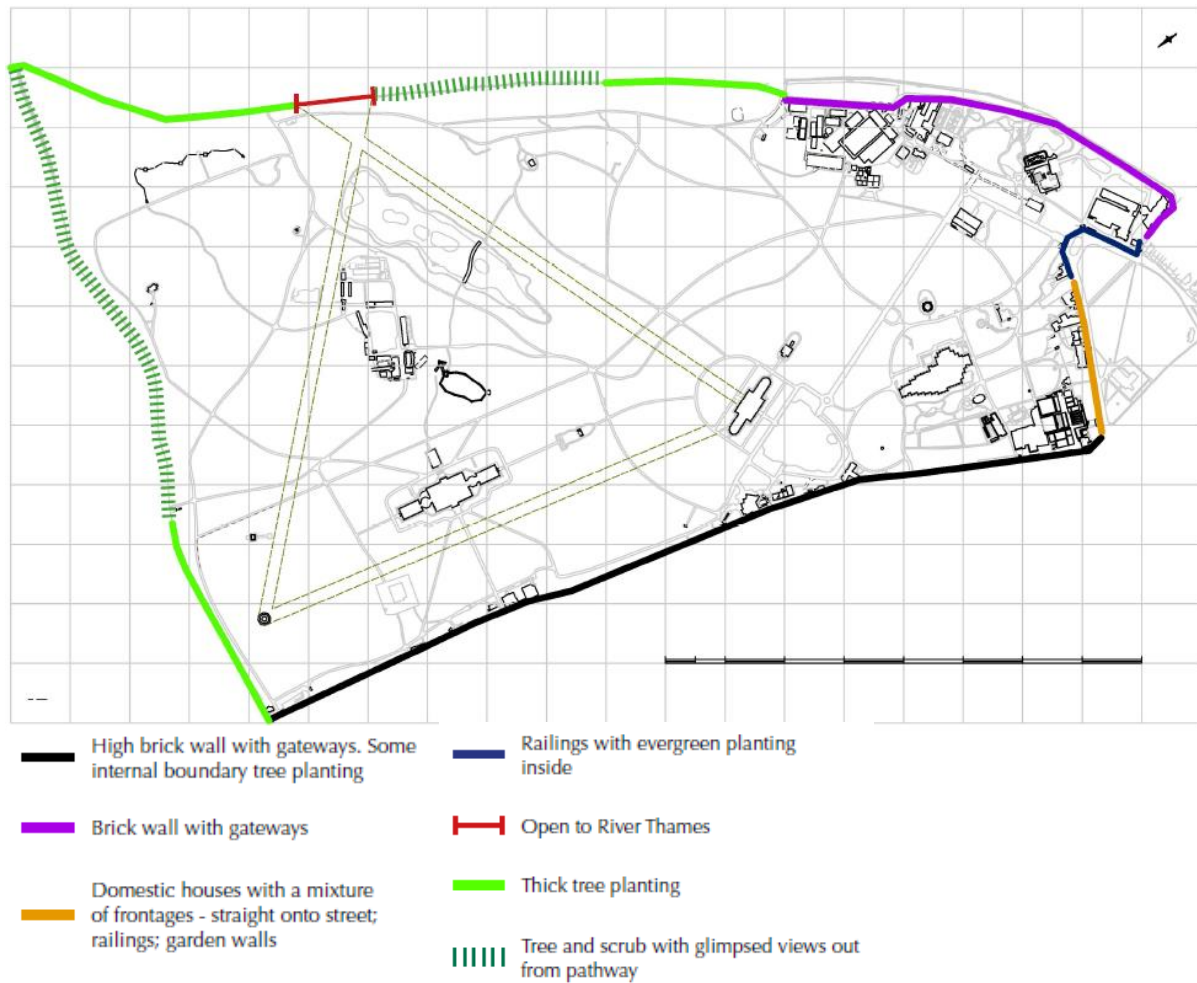 High brick wall with gateways. Some
internal boundary tree planting
Brick wall with gateways
Domestic houses with a mixture
of frontages - straight onto street;
railings; garden walls
Railings with evergreen planting
inside
Open to River Thames
Thick tree planting
Tree and scrub with glimpsed views out
from pathway